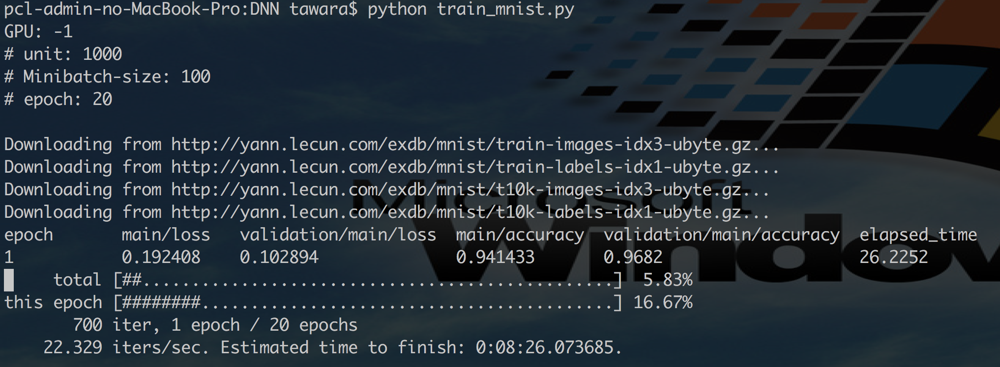 pcl-admin-no-MacBook-Pro:DNN tawara$ python train_mnist.py
GPU: -1
# unit: 1000
# Minibatch-size: 100
# epoch: 20
Downloading from http://yann.lecun.com/exdb/mnist/train-images-idx3-ubyte.gz...
Downloading from http://yann.lecun.com/exdb/mnist/train-labels-idx1-ubyte.gz...
Downloading from http://yann.lecun.com/exdb/mnist/t10k-images-idx3-ubyte.gz...
Downloading from http://yann.lecun.com/exdb/mnist/t10k-labels-idx1-ubyte.gz...
epoch       main/loss   validation/main/loss  main/accuracy  validation/main/accuracy  elapsed_time
1           0.192408    0.102894              0.941433       0.9682                    26.2252
     total [##................................................]  5.83%
this epoch [########..........................................] 16.67%
       700 iter, 1 epoch / 20 epochs
    22.329 iters/sec. Estimated time to finish: 0:08:26.073685.
Microsoft
Window